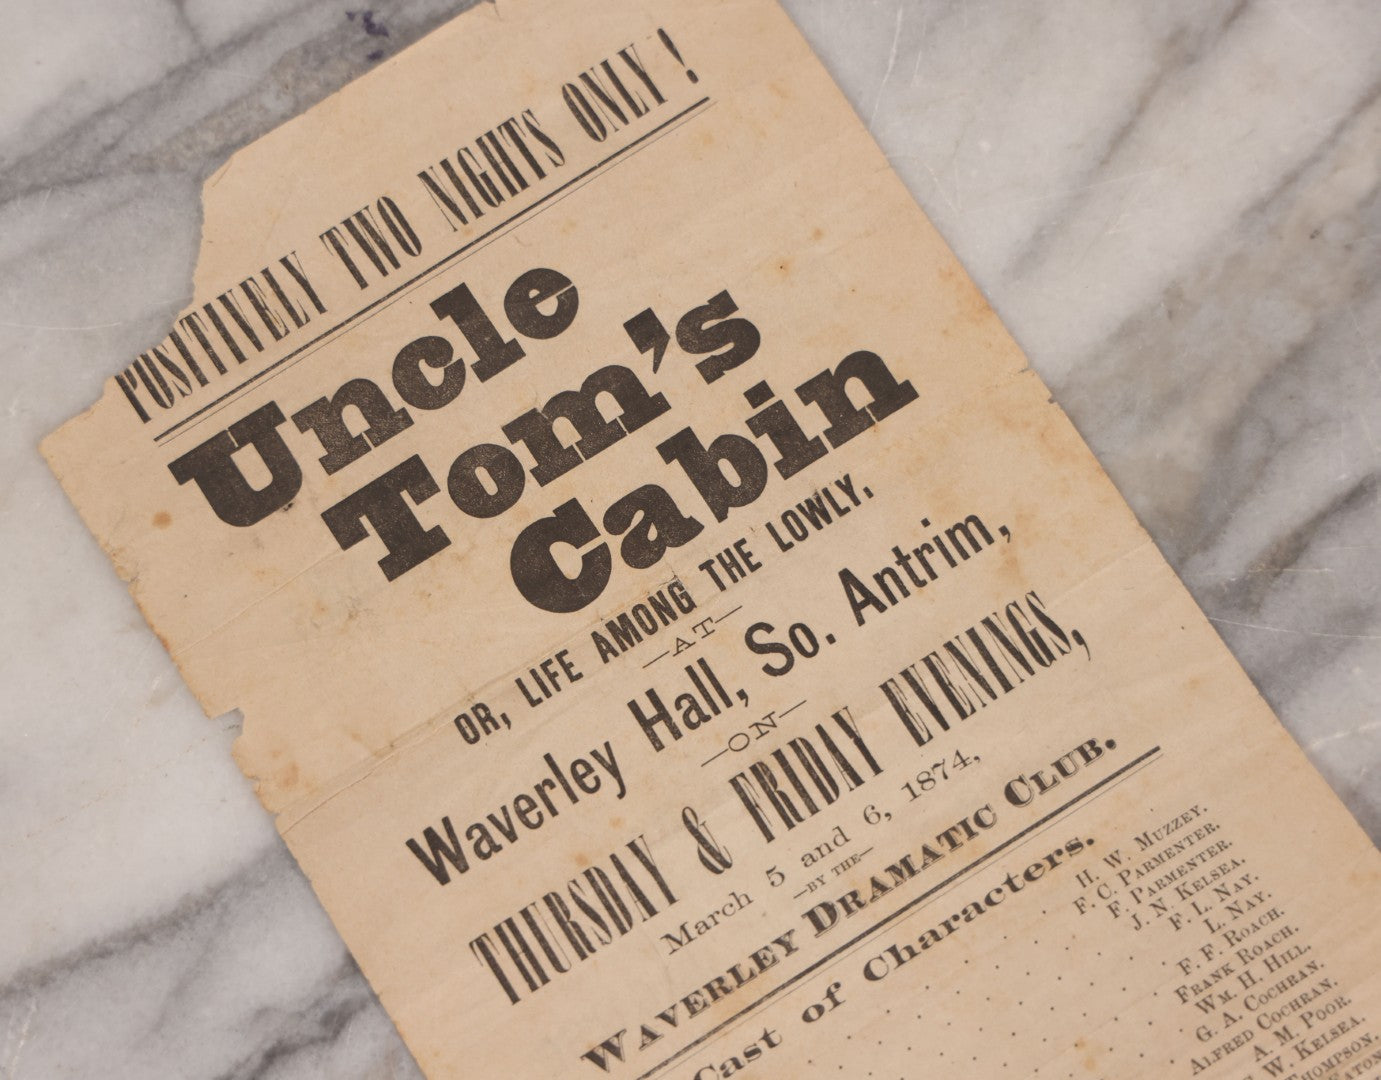 POSITIVELY TWO NIGHTS ONLY!
Uncle
Tom's
Cabin
OR, LIFE AMONG THE LOWLY,
—AT—
Waverley Hall, So. Antrim,
—ON—
THURSDAY & FRIDAY EVENINGS,
March 5 and 6, 1874,
—BY THE—
WAVERLEY DRAMATIC CLUB.
Cast of Characters.
H. W. MUZZEY.
F. C. PARMENTER.
F. PARMENTER.
J. N. KELSEA.
F. L. NAY.
L. NAY.
F. F. ROACH.
FRANK ROACH.
WM. H. HILL.
G. A. COCHRAN.
ALFRED COCHRAN.
A. M. POOR.
W. KELSEA.
THOMPSON.